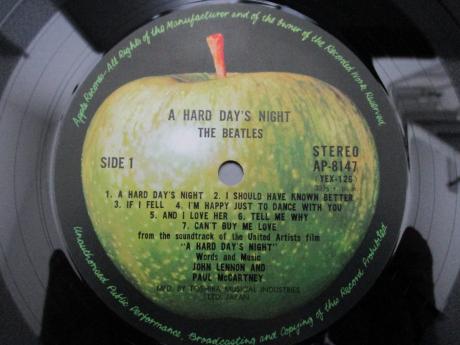 Apple Records—All Rights of the Manufacturer and of the Owner of the Recorded Work Reserved
A HARD DAY'S NIGHT
THE BEATLES
SIDE 1
STEREO
AP-8147
(YEX-126)
1. A HARD DAY'S NIGHT 2. I SHOULD HAVE KNOWN BETTER
3. IF I FELL 4. I'M HAPPY JUST TO DANCE WITH YOU
5. AND I LOVE HER 6. TELL ME WHY
7. CAN'T BUY ME LOVE
from the soundtrack of the United Artists film
"A HARD DAY'S NIGHT"
Words and Music
JOHN LENNON AND
PAUL McCARTNEY
MFD. BY TOSHIBA MUSICAL INDUSTRIES
LTD. JAPAN
Unauthorised Public Performance, Broadcasting and Copying of this Record Prohibited